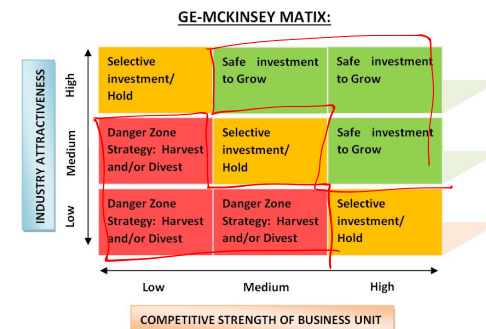 GE-MCKINSEY MATIX:
INDUSTRY ATTRACTIVENESS
High
Selective
investment/
Hold
Safe investment
to Grow
Safe investment
to Grow
Medium
Danger Zone
Strategy: Harvest
and/or Divest
Selective
investment/
Hold
Safe investment
to Grow
Low
Danger Zone
Strategy: Harvest
and/or Divest
Danger Zone
Strategy: Harvest
and/or Divest
Selective
investment/
Hold
Low
Medium
High
COMPETITIVE STRENGTH OF BUSINESS UNIT